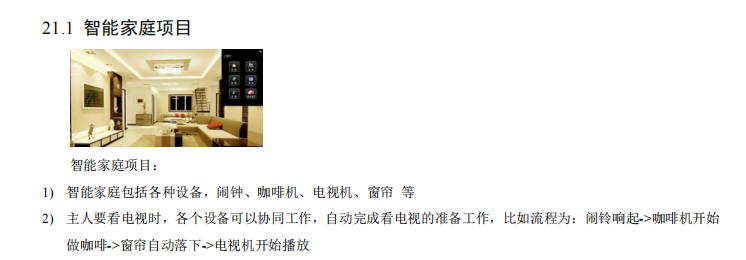 21.1 智能家庭项目
智能家庭项目：
1) 智能家庭包括各种设备，闹钟、咖啡机、电视机、窗帘 等
2) 主人要看电视时，各个设备可以协同工作，自动完成看电视的准备工作，比如流程为：闹铃响起->咖啡机开始
做咖啡->窗帘自动落下->电视机开始播放